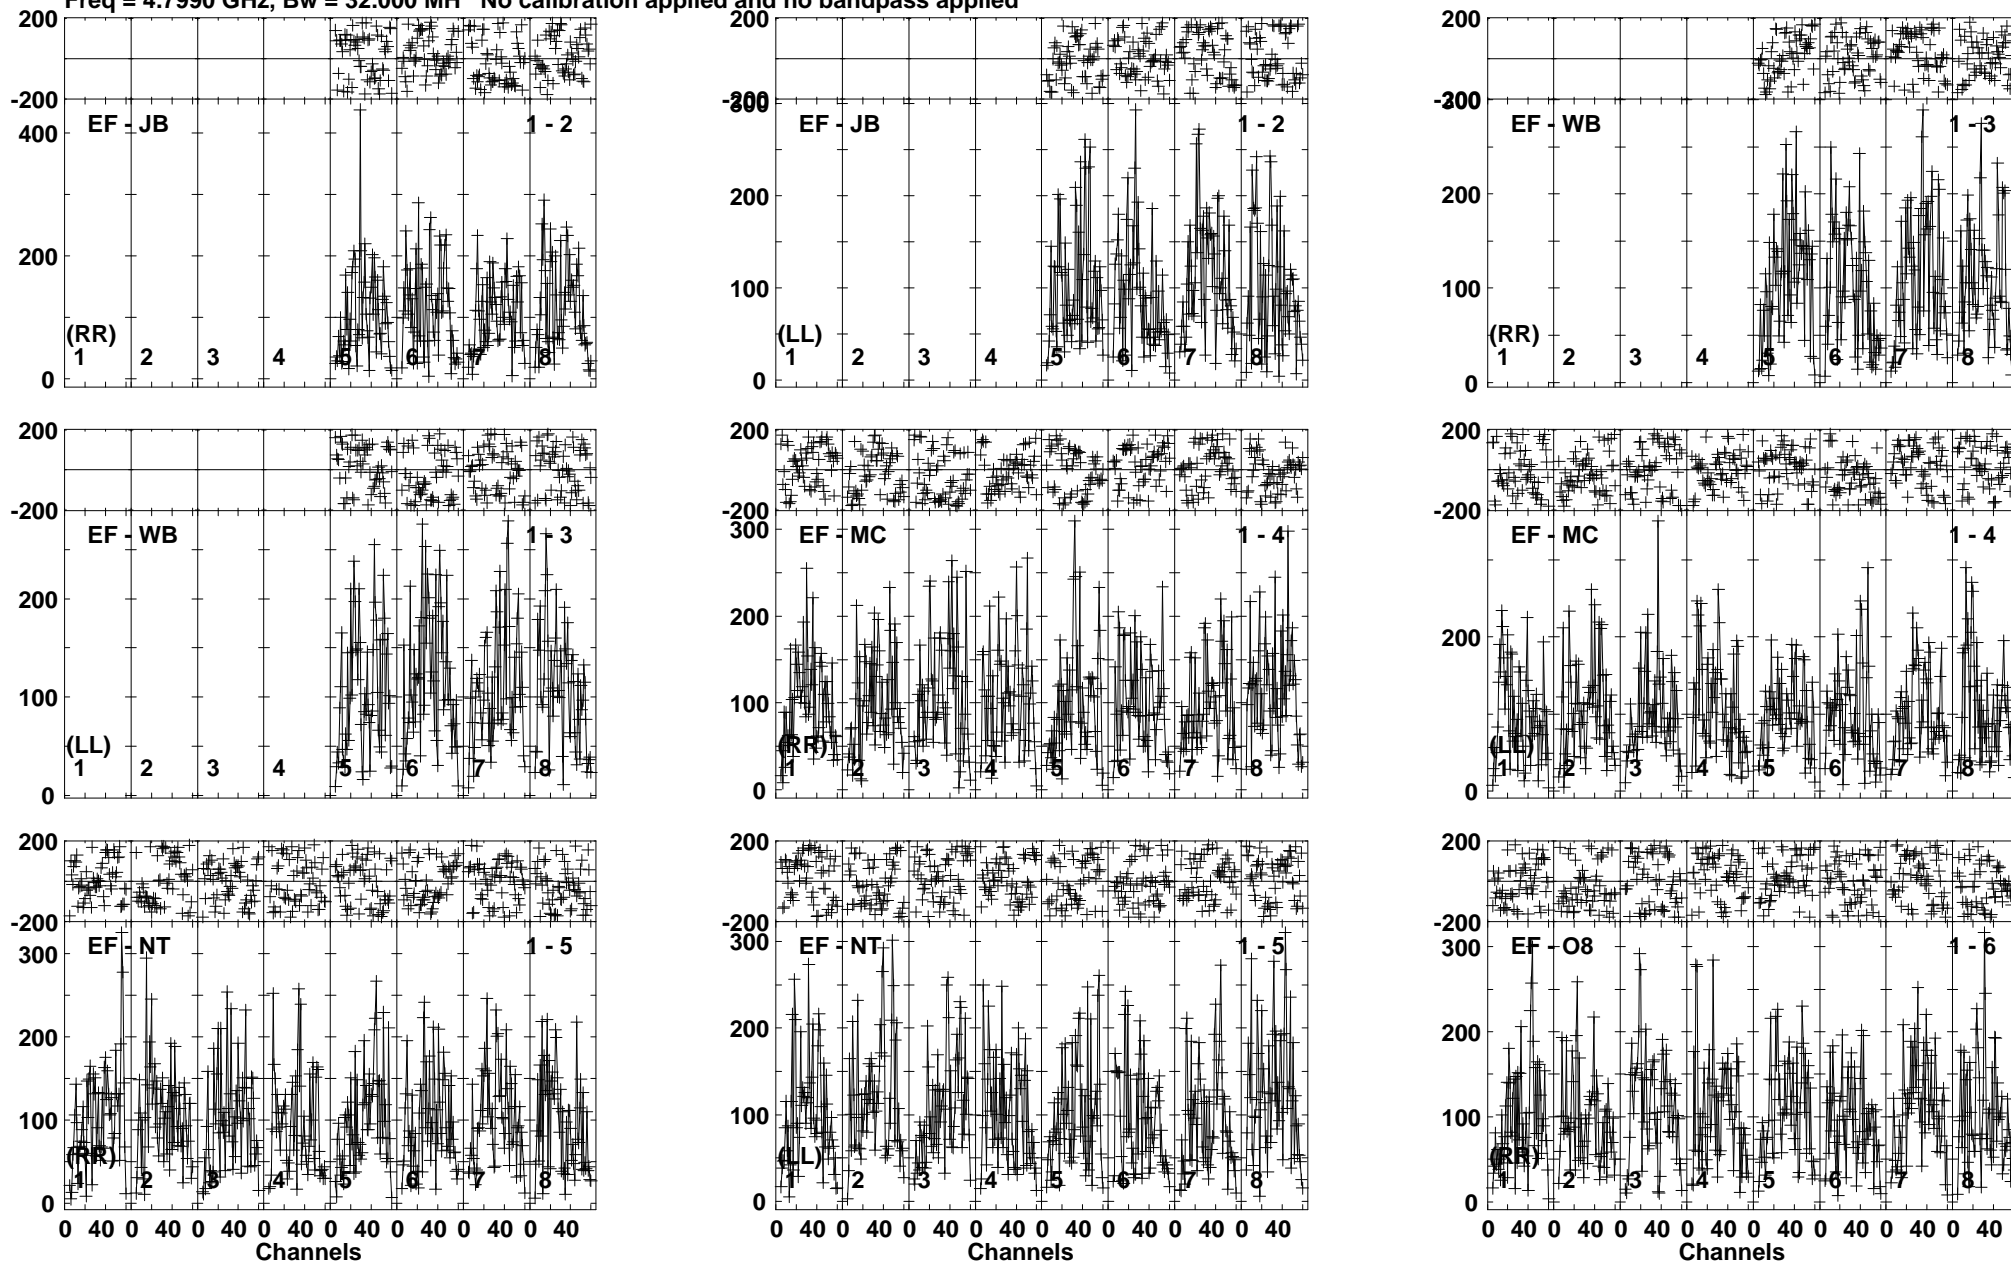 Freq = 4.7990 GHz, Bw = 32.000 MH No calibration applied and no bandpass applied
200 200 200
-200 -200 -200
EF - JB 1 - 2 EF - JB 1 - 2 EF - WB 1 - 3
400 300 300
200 200 200
100 100
(RR) (LL) (RR)
1 2 3 4 5 6 7 8 1 2 3 4 5 6 7 8 1 2 3 4 5 6 7 8
0 0 0
200 200 200
-200 -200 -200
EF - WB 1 - 3 EF - MC 1 - 4 EF - MC 1 - 4
300
200 200 200
100 100
(LL) (RR) (LL)
1 2 3 4 5 6 7 8 1 2 3 4 5 6 7 8 1 2 3 4 5 6 7 8
0 0 0
200 200 200
-200 -200 -200
EF - NT 1 - 5 EF - NT 1 - 5 EF - O8 1 - 6
300 300 300
200 200 200
100 100 100
(RR) (LL) (RR)
1 2 3 4 5 6 7 8 1 2 3 4 5 6 7 8 1 2 3 4 5 6 7 8
0 0 0
0 40 0 40 0 40 0 40 0 40 0 40 0 40 0 40 0 40 0 40 0 40 0 40 0 40 0 40 0 40 0 40 0 40 0 40 0 40 0 40 0 40 0 40 0 40 0 40
Channels Channels Channels